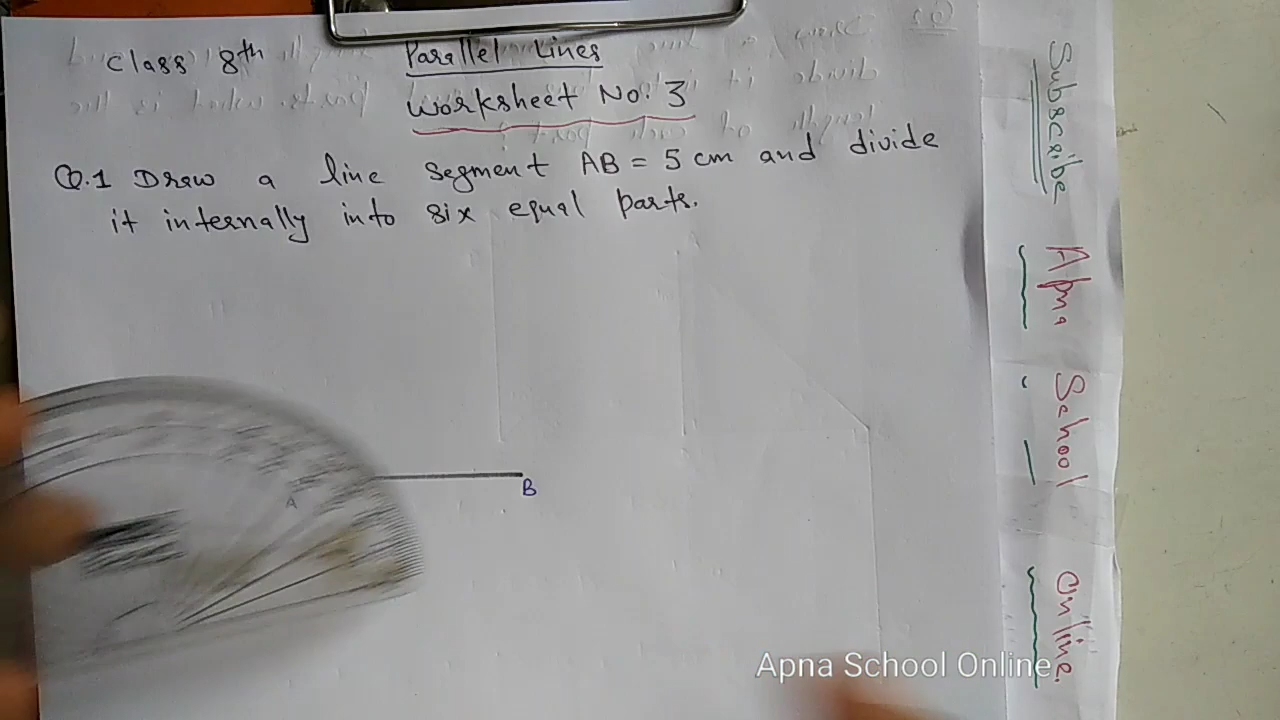 Class 8th
Parallel Lines
Worksheet No. 3
Q.1 Draw a line segment AB = 5 cm and divide
it internally into six equal parts.
A
B
Subscribe Apna School Online.
Apna School Online